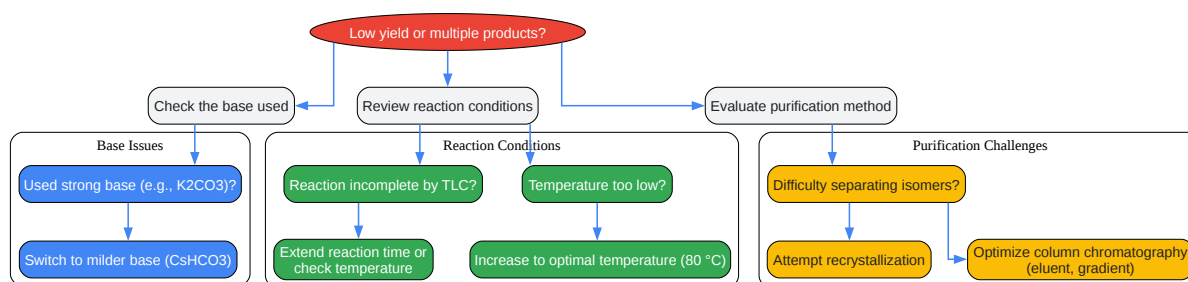 Low yield or multiple products?
Check the base used
Review reaction conditions
Evaluate purification method
Base Issues
Reaction Conditions
Purification Challenges
Used strong base (e.g., K2CO3)?
Reaction incomplete by TLC?
Temperature too low?
Difficulty separating isomers?
Switch to milder base (CsHCO3)
Extend reaction time or
check temperature
Increase to optimal temperature (80 °C)
Attempt recrystallization
Optimize column chromatography
(eluent, gradient)